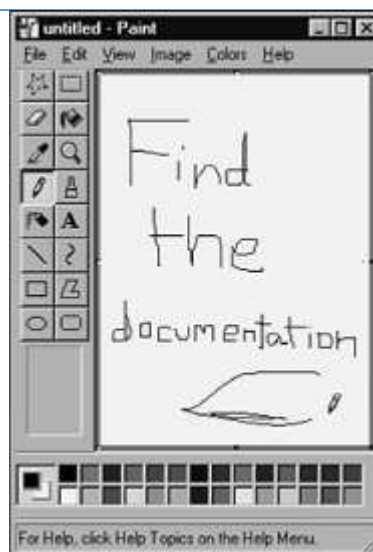 untitled - Paint
File Edit View Image Colors Help
A
Find
the
documentation
For Help, click Help Topics on the Help Menu.